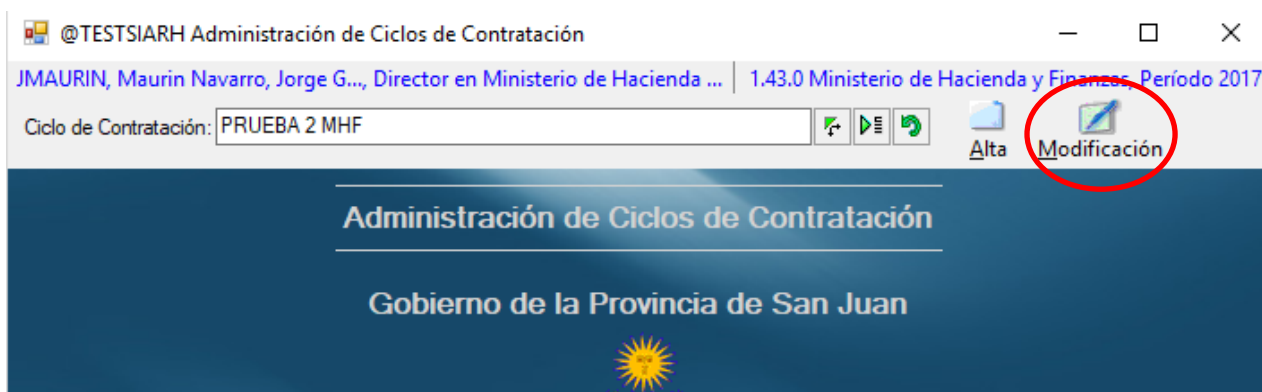 @TESTSIARH Administración de Ciclos de Contratación
JMAURIN, Maurin Navarro, Jorge G..., Director en Ministerio de Hacienda ... 1.43.0 Ministerio de Hacienda y Finanzas, Período 2017
Ciclo de Contratación: PRUEBA 2 MHF Alta Modificación
Administración de Ciclos de Contratación
Gobierno de la Provincia de San Juan